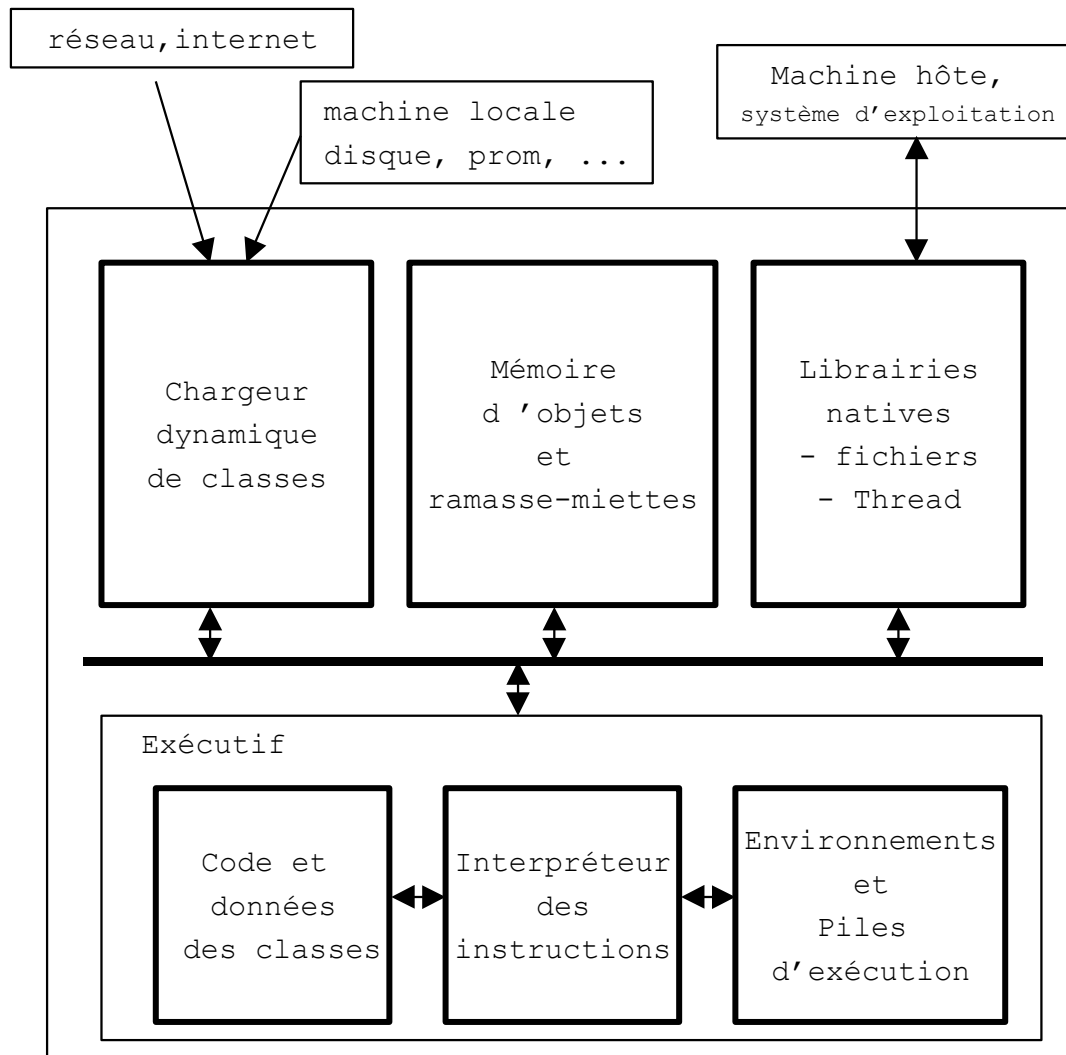 réseau,internet
machine locale
disque, prom, ...
Machine hôte,
système d’exploitation
Chargeur
dynamique
de classes
Mémoire
d ’objets
et
ramasse-miettes
Librairies
natives
- fichiers
- Thread
Exécutif
Code et
données
des classes
Interpréteur
des
instructions
Environnements
et
Piles
d’exécution